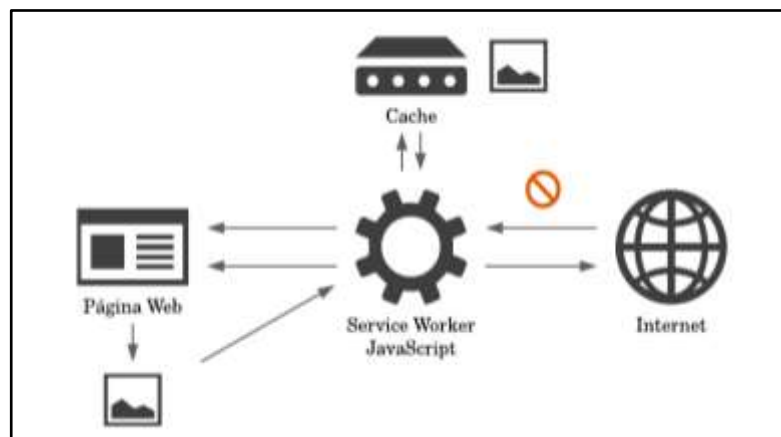 Cache
Página Web
Service Worker
JavaScript
Internet